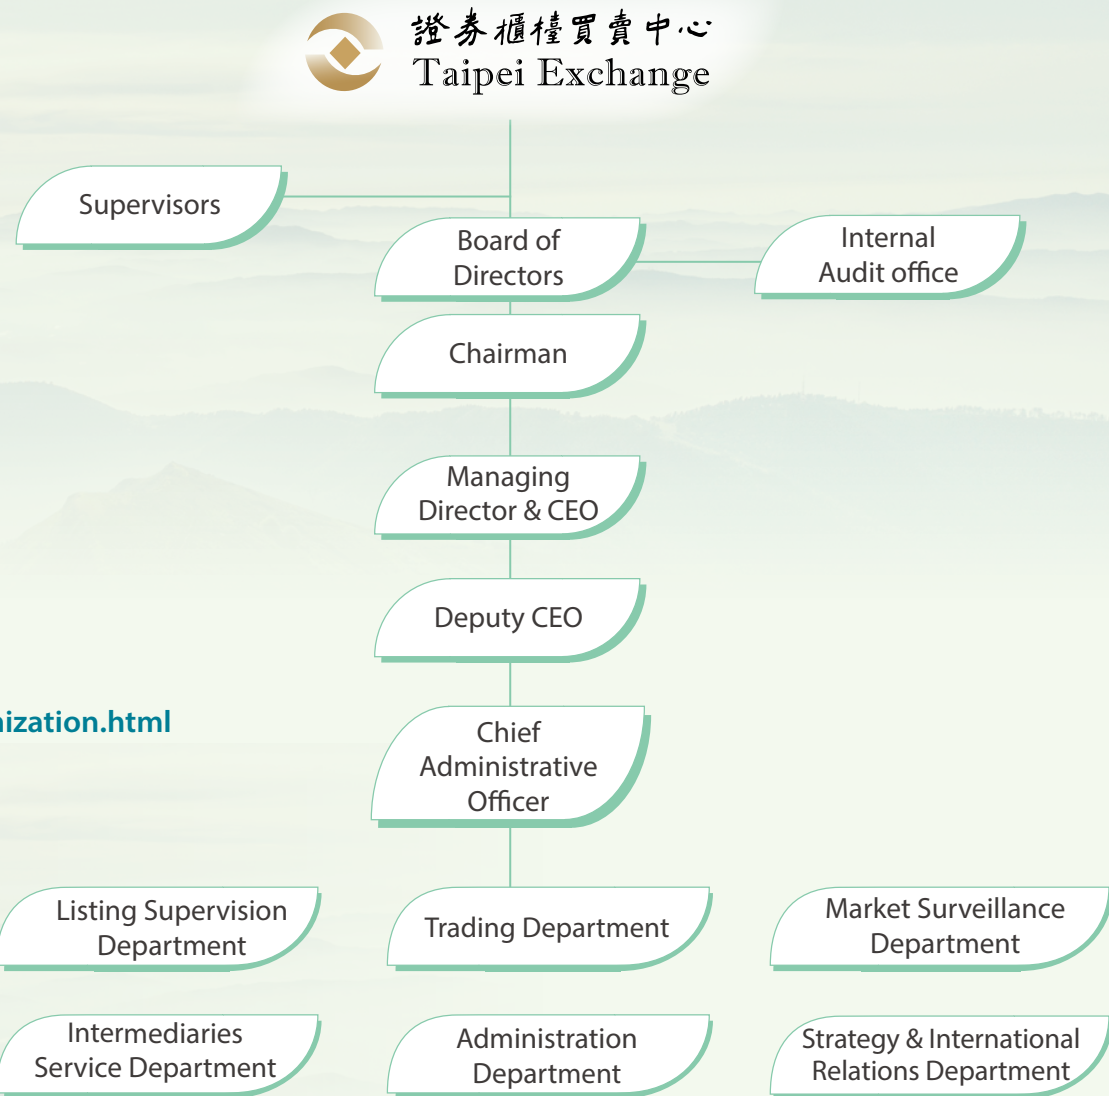 證券櫃檯買賣中心
Taipei Exchange
Supervisors
Board of
Directors
Internal
Audit office
Chairman
Managing
Director & CEO
Deputy CEO
nization.html
Chief
Administrative
Officer
Listing Supervision
Department
Trading Department
Market Surveillance
Department
Intermediaries
Service Department
Administration
Department
Strategy & International
Relations Department